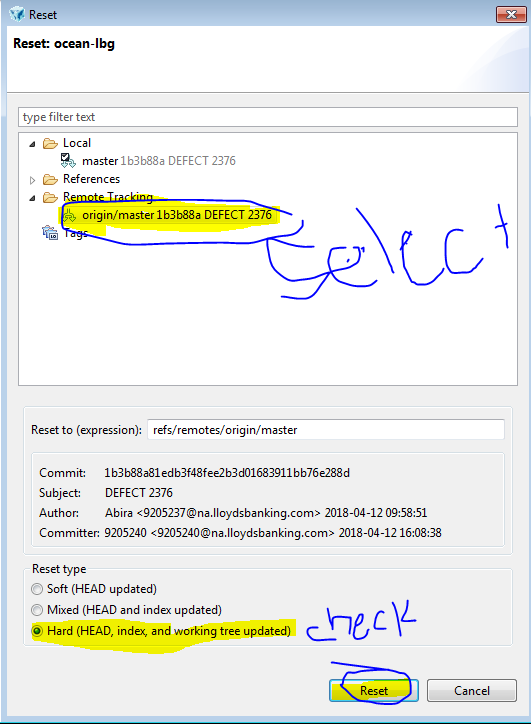 Reset
Reset: ocean-lbg
type filter text
Local
master 1b3b88a DEFECT 2376
References
Remote Tracking
origin/master 1b3b88a DEFECT 2376
Tags
select
Reset to (expression): refs/remotes/origin/master
Commit: 1b3b88a81edb3f48fee2b3d01683911bb76e288d
Subject: DEFECT 2376
Author: Abira <9205237@na.lloydsbanking.com> 2018-04-12 09:58:51
Committer: 9205240 <9205240@na.lloydsbanking.com> 2018-04-12 16:08:38
Reset type
Soft (HEAD updated)
Mixed (HEAD and index updated)
Hard (HEAD, index, and working tree updated)
check
Reset Cancel